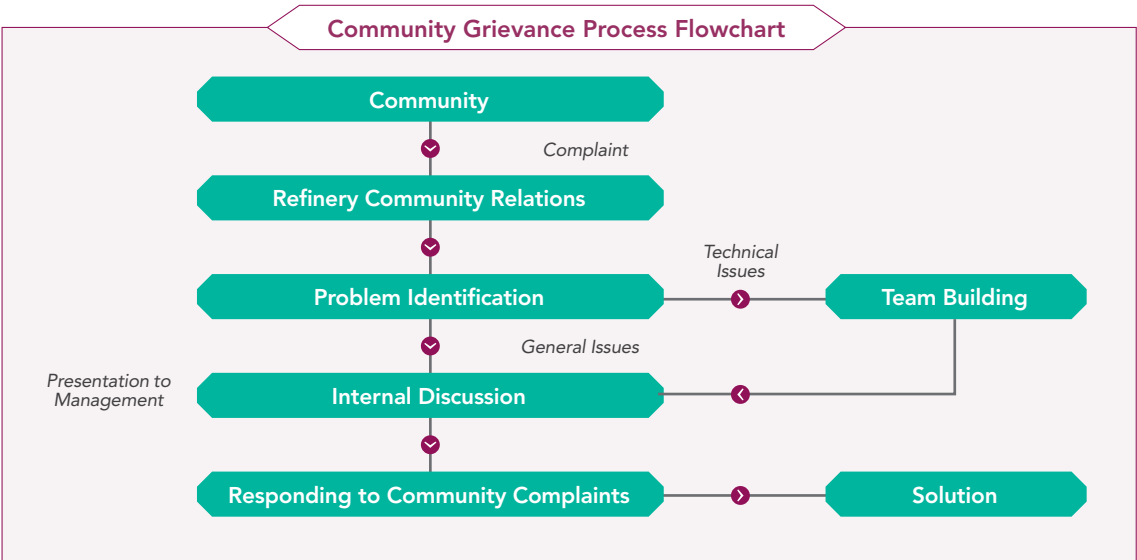 Community Grievance Process Flowchart
Community
Complaint
Refinery Community Relations
Technical
Issues
Problem Identification
Team Building
General Issues
Presentation to
Management
Internal Discussion
Responding to Community Complaints
Solution